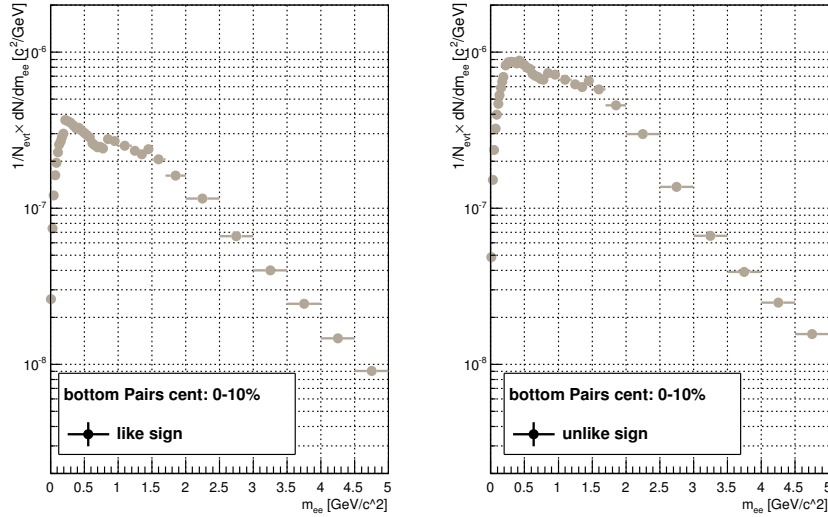 1/N_evt × dN/dm_ee [c²/GeV]
10⁻⁶
10⁻⁷
10⁻⁸
bottom Pairs cent: 0-10%
like sign
0 0.5 1 1.5 2 2.5 3 3.5 4 4.5 5
m_ee [GeV/c^2]
1/N_evt × dN/dm_ee [c²/GeV]
10⁻⁶
10⁻⁷
10⁻⁸
bottom Pairs cent: 0-10%
unlike sign
0 0.5 1 1.5 2 2.5 3 3.5 4 4.5 5
m_ee [GeV/c^2]